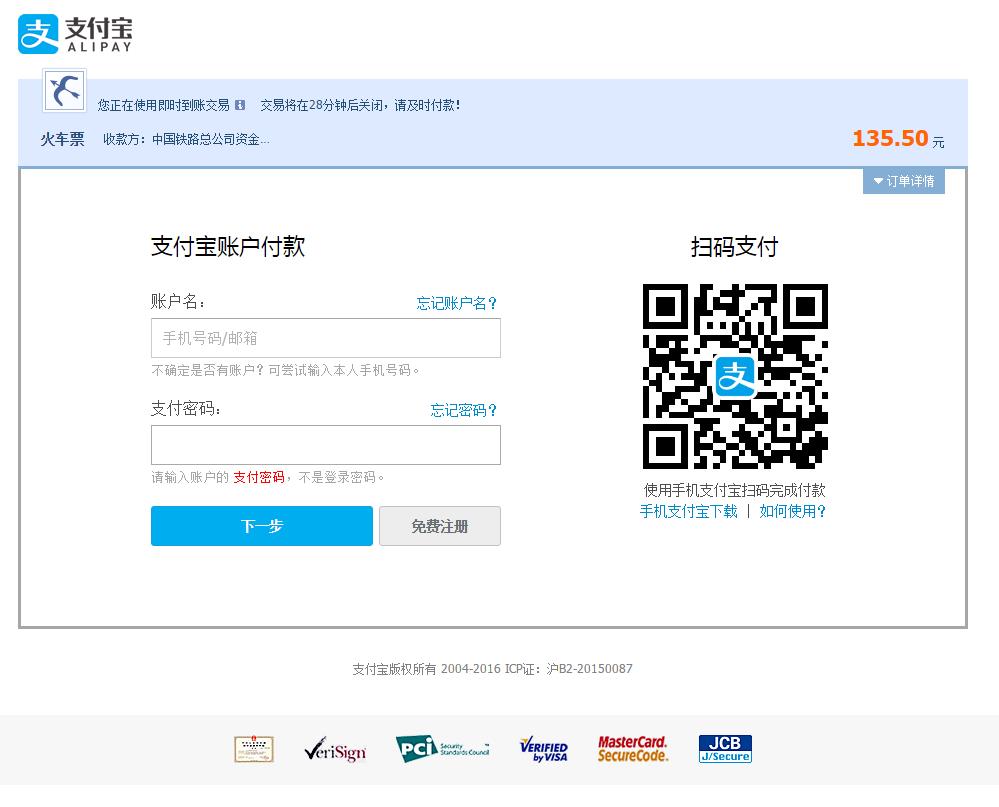 支付宝
ALIPAY
您正在使用即时到账交易 交易将在28分钟后关闭，请及时付款！
火车票 收款方：中国铁路总公司资金...
135.50 元
订单详情
支付宝账户付款
账户名： 忘记账户名？
手机号码/邮箱
不确定是否有账户？可尝试输入本人手机号码。
支付密码： 忘记密码？
请输入账户的 支付密码，不是登录密码。
下一步 免费注册
扫码支付
支
使用手机支付宝扫码完成付款
手机支付宝下载 | 如何使用？
支付宝版权所有 2004-2016 ICP证：沪B2-20150087
VeriSign
PCI Security Standards Council
VERIFIED by VISA
MasterCard. SecureCode.
JCB J/Secure